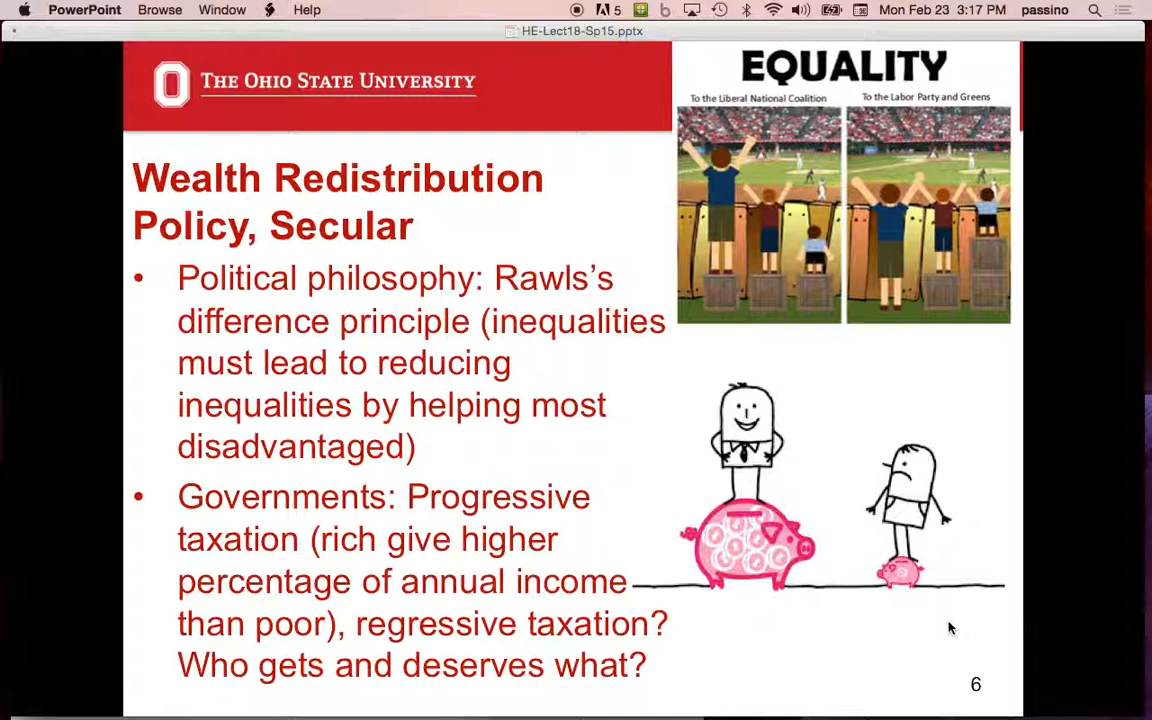 PowerPoint Browse Window Help 5 Mon Feb 23 3:17 PM passino
HE-Lect18-Sp15.pptx
O THE OHIO STATE UNIVERSITY
EQUALITY
To the Liberal National Coalition To the Labor Party and Greens
Wealth Redistribution
Policy, Secular
• Political philosophy: Rawls’s
difference principle (inequalities
must lead to reducing
inequalities by helping most
disadvantaged)
• Governments: Progressive
taxation (rich give higher
percentage of annual income
than poor), regressive taxation?
Who gets and deserves what?
6